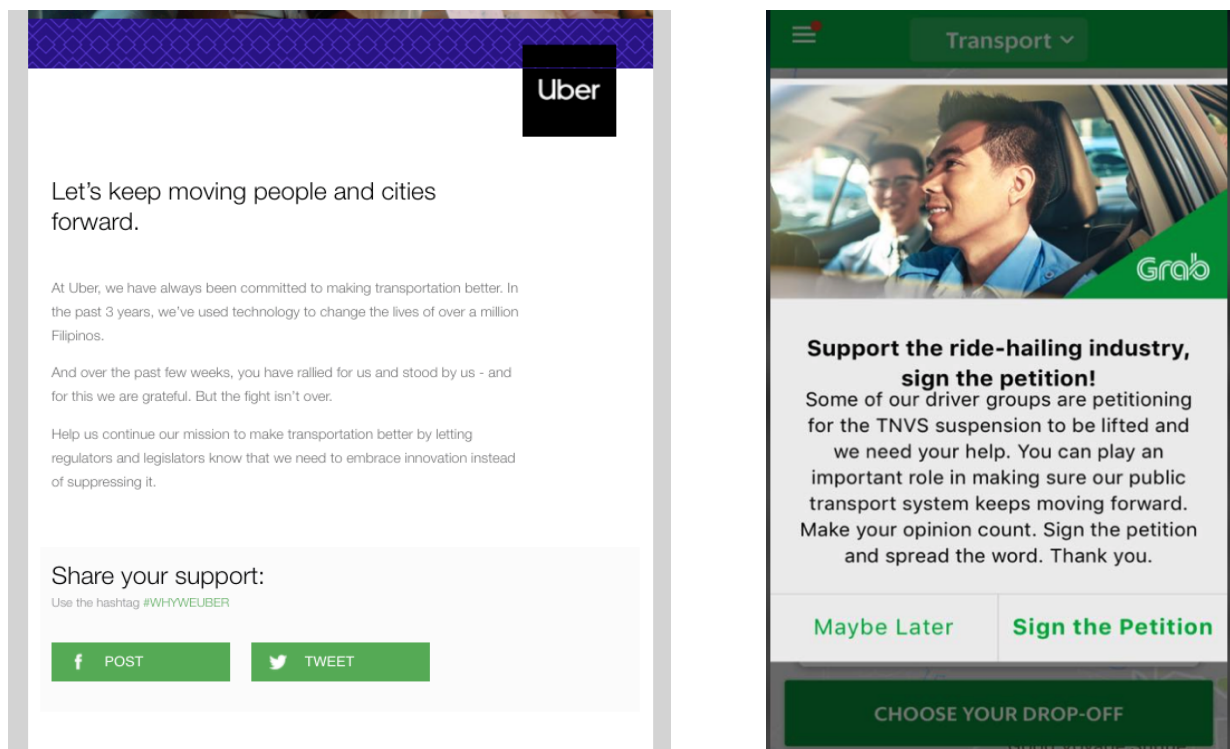 Uber
Let's keep moving people and cities
forward.
At Uber, we have always been committed to making transportation better. In
the past 3 years, we've used technology to change the lives of over a million
Filipinos.
And over the past few weeks, you have rallied for us and stood by us - and
for this we are grateful. But the fight isn't over.
Help us continue our mission to make transportation better by letting
regulators and legislators know that we need to embrace innovation instead
of suppressing it.
Share your support:
Use the hashtag #WHYWEUBER
POST
TWEET
Transport
Grab
Support the ride-hailing industry,
sign the petition!
Some of our driver groups are petitioning
for the TNVS suspension to be lifted and
we need your help. You can play an
important role in making sure our public
transport system keeps moving forward.
Make your opinion count. Sign the petition
and spread the word. Thank you.
Maybe Later
Sign the Petition
CHOOSE YOUR DROP-OFF